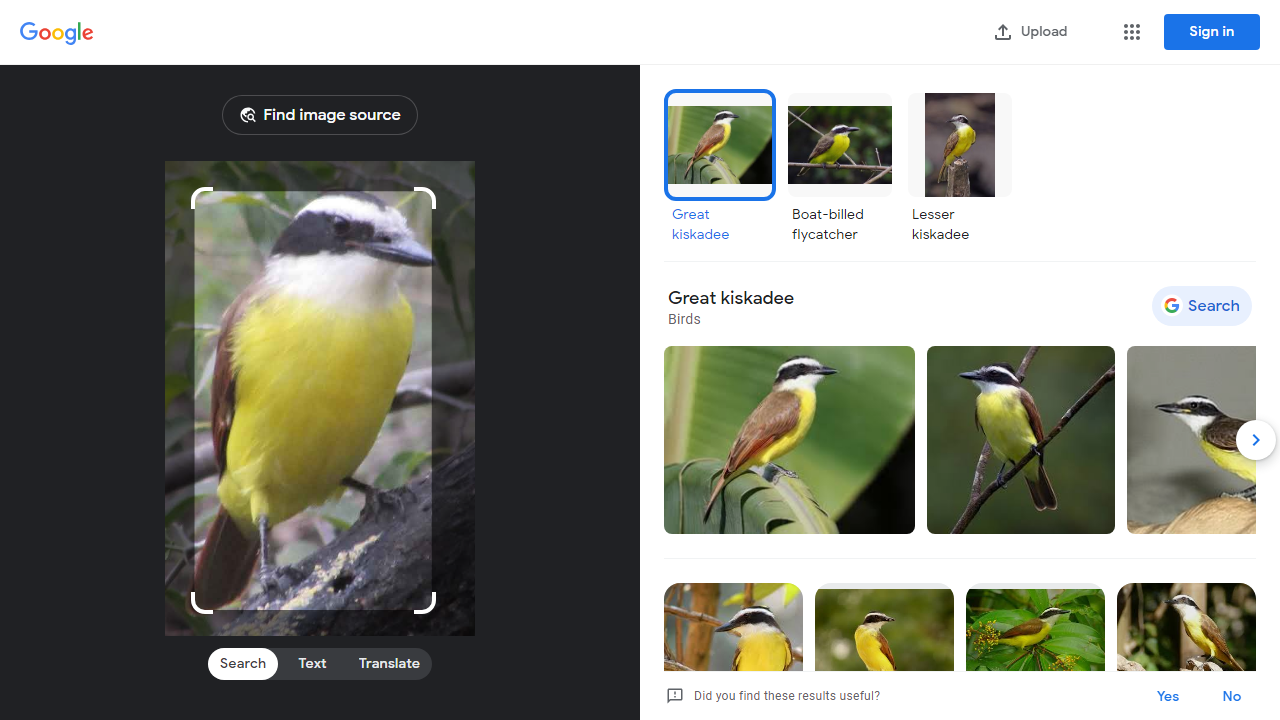 Google
Upload
Sign in
Find image source
Search
Text
Translate
Great
kiskadee
Boat-billed
flycatcher
Lesser
kiskadee
Great kiskadee
Birds
Search
Did you find these results useful?
Yes
No